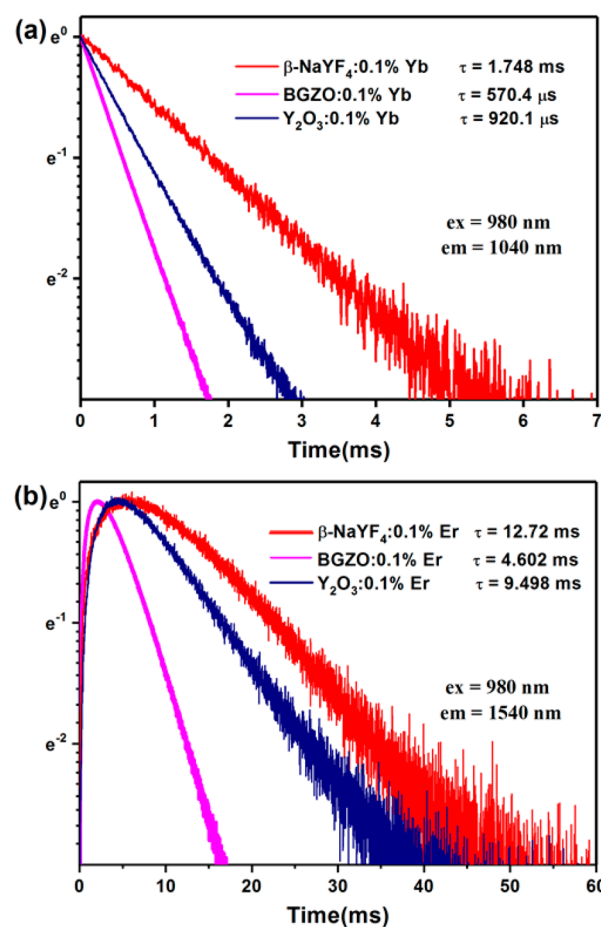 (a)
e⁰
β-NaYF₄:0.1% Yb τ = 1.748 ms
BGZO:0.1% Yb τ = 570.4 μs
Y₂O₃:0.1% Yb τ = 920.1 μs
e⁻¹
ex = 980 nm
em = 1040 nm
e⁻²
0 1 2 3 4 5 6 7
Time(ms)
(b)
e⁰
β-NaYF₄:0.1% Er τ = 12.72 ms
BGZO:0.1% Er τ = 4.602 ms
Y₂O₃:0.1% Er τ = 9.498 ms
e⁻¹
ex = 980 nm
em = 1540 nm
e⁻²
0 10 20 30 40 50 60
Time(ms)